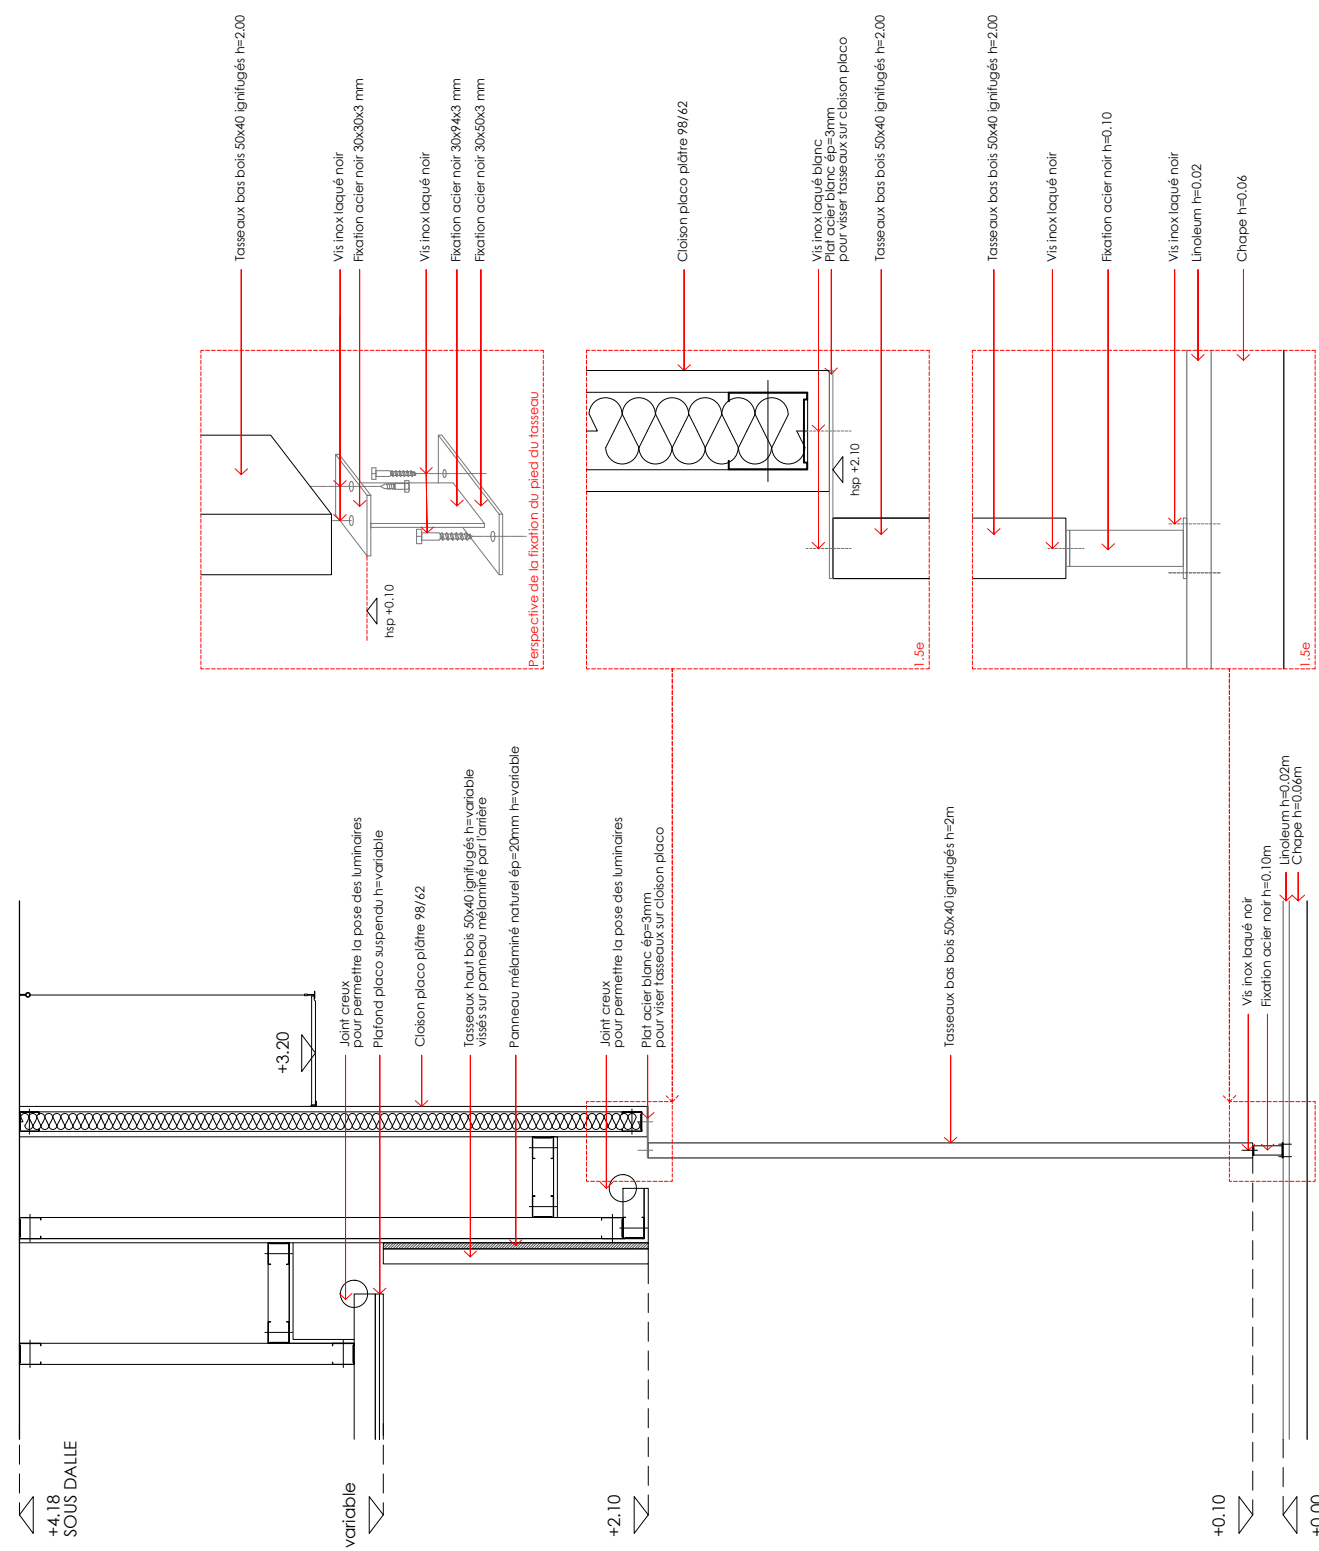 Tasseaux bas bois 50x40 ignifugés h=2.00
Vis inox laqué noir
Fixation acier noir 30x30x3 mm
Vis inox laqué noir
Fixation acier noir 30x94x3 mm
Fixation acier noir 30x50x3 mm
hsp +0.10
Perspective de la fixation du pied du tasseau
Cloison placo plâtre 98/62
Vis inox laqué blanc
Plat acier blanc ép=3mm
pour visser tasseaux sur cloison placo
Tasseaux bas bois 50x40 ignifugés h=2.00
hsp +2.10
1.5e
Tasseaux bas bois 50x40 ignifugés h=2.00
Vis inox laqué noir
Fixation acier noir h=0.10
Vis inox laqué noir
Linoleum h=0.02
Chape h=0.06
1.5e
+3.20
Joint creux
pour permettre la pose des luminaires
Plafond placo suspendu h=variable
Cloison placo plâtre 98/62
Tasseaux haut bois 50x40 ignifugés h=variable
vissés sur panneau mélaminé par l'arrière
Panneau mélaminé naturel ép=20mm h=variable
Joint creux
pour permettre la pose des luminaires
Plat acier blanc ép=3mm
pour viser tasseaux sur cloison placo
Tasseaux bas bois 50x40 ignifugés h=2m
Vis inox laqué noir
Fixation acier noir h=0.10m
Linoleum h=0.02m
Chape h=0.06m
+4.18
SOUS DALLE
variable
+2.10
+0.10
+0.00